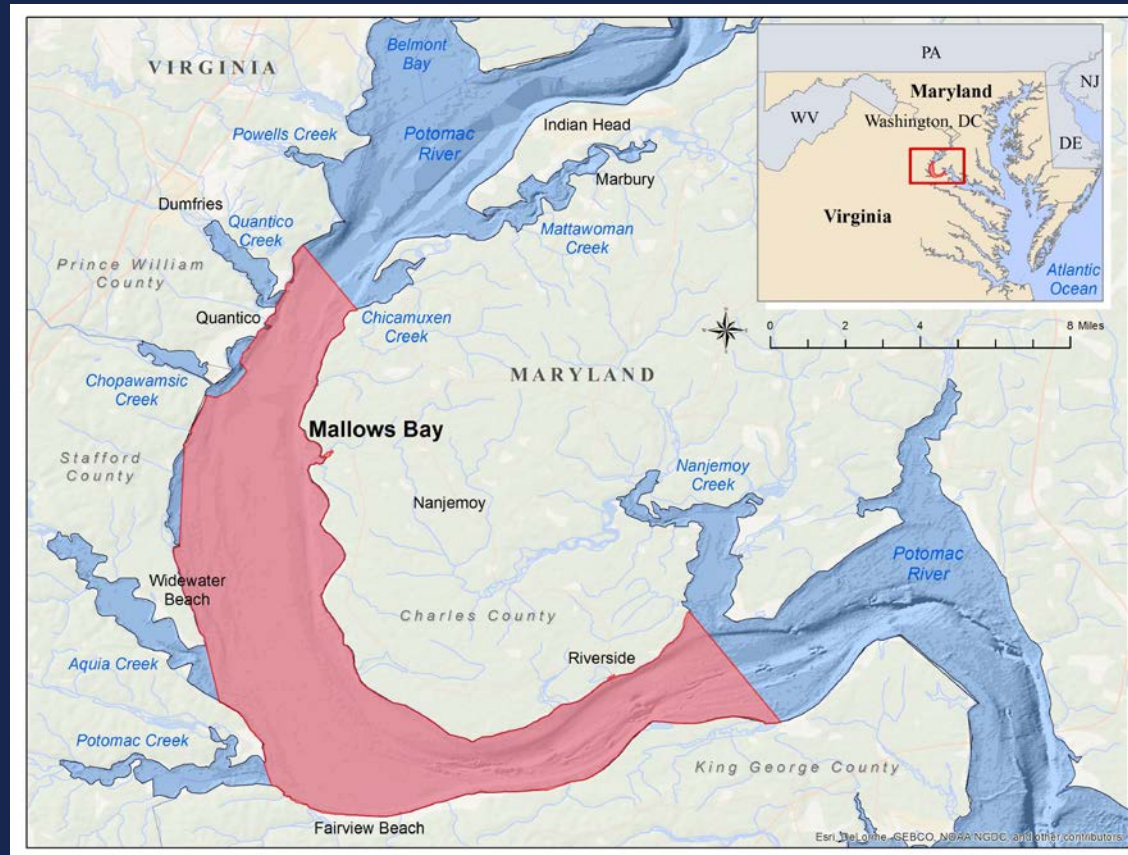 Belmont
Bay
VIRGINIA
Powells Creek
Potomac
River
Indian Head
Marbury
Dumfries
Quantico
Creek
Mattawoman
Creek
Prince William
County
Quantico
Chicamuxen
Creek
Chopawamsic
Creek
MARYLAND
Mallows Bay
Stafford
County
Nanjemoy
Creek
Nanjemoy
Potomac
River
Widewater
Beach
Charles County
Aquia Creek
Riverside
Potomac Creek
King George County
Fairview Beach
PA
Maryland
NJ
WV
Washington, DC
DE
Virginia
Atlantic
Ocean
0 2 4 8 Miles
Esri, DeLorme, GEBCO, NOAA NGDC, and other contributors